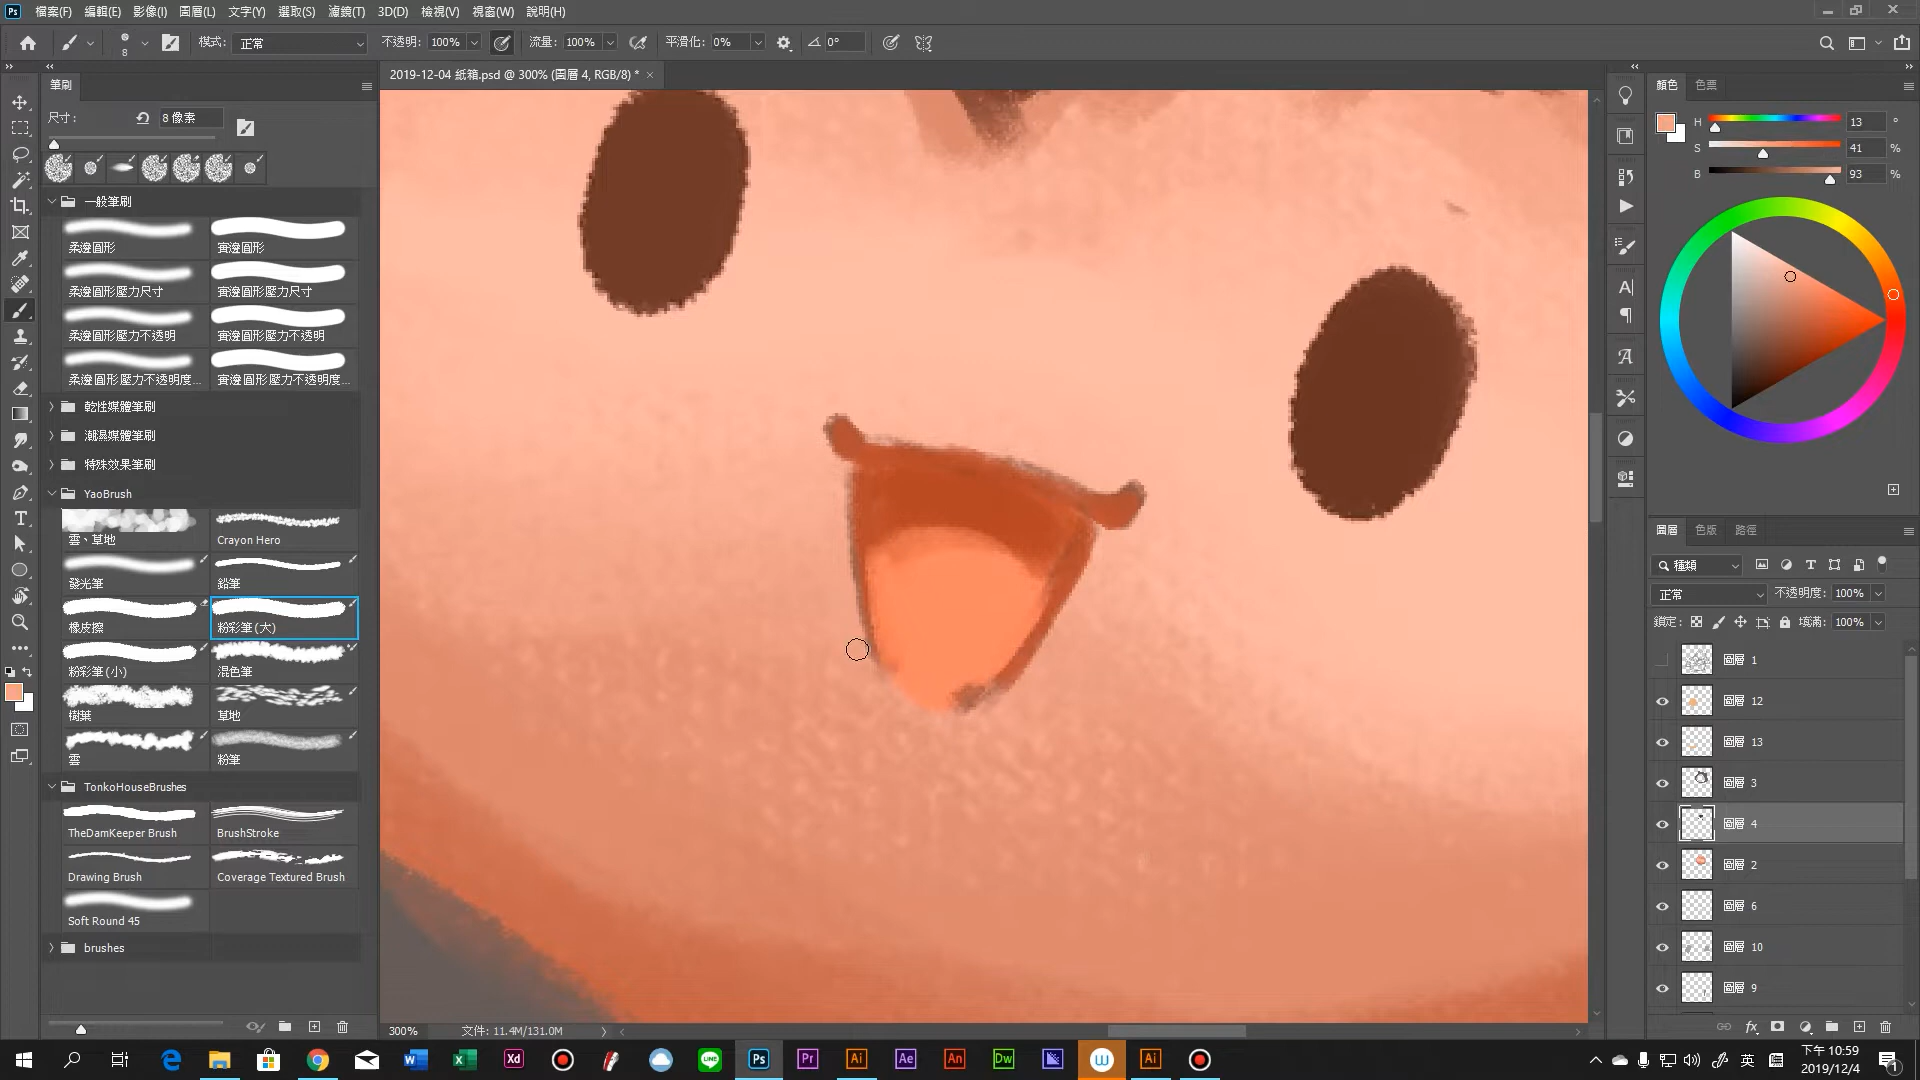 Ps 檔案(F) 編輯(E) 影像(I) 圖層(L) 文字(Y) 選取(S) 濾鏡(T) 3D(D) 檢視(V) 視窗(W) 說明(H)
8 模式: 正常 不透明: 100% 流量: 100% 平滑化: 0% 0°
筆刷
2019-12-04 紙箱.psd @ 300% (圖層 4, RGB/8) *
尺寸: 8 像素
一般筆刷
柔邊圓形 實邊圓形
柔邊圓形壓力尺寸 實邊圓形壓力尺寸
柔邊圓形壓力不透明 實邊圓形壓力不透明
柔邊圓形壓力不透明度... 實邊圓形壓力不透明度...
乾性媒體筆刷
潮濕媒體筆刷
特殊效果筆刷
YaoBrush
雲、草地 Crayon Hero
發光筆 鉛筆
橡皮擦 粉彩筆(大)
粉彩筆(小) 混色筆
樹葉 草地
雲 粉筆
TonkoHouseBrushes
TheDamKeeper Brush BrushStroke
Drawing Brush Coverage Textured Brush
Soft Round 45
brushes
300% 文件: 11.4M/131.0M
顏色 色票
H 13 °
S 41 %
B 93 %
圖層 色版 路徑
種類
正常 不透明度: 100%
鎖定: 填滿: 100%
圖層 1
圖層 12
圖層 13
圖層 3
圖層 4
圖層 2
圖層 6
圖層 10
圖層 9
Xd LINE Ps Pr Ai Ae An Dw Ai
英
下午 10:59
2019/12/4
1